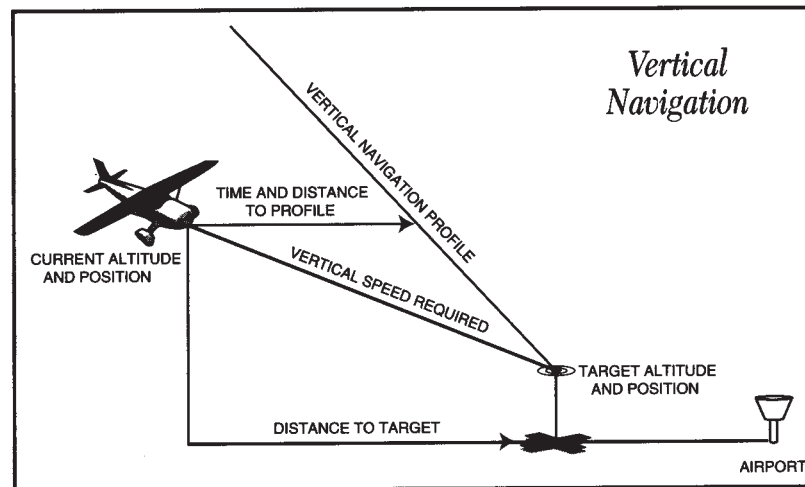 Vertical
Navigation
VERTICAL NAVIGATION PROFILE
TIME AND DISTANCE
TO PROFILE
CURRENT ALTITUDE
AND POSITION
VERTICAL SPEED REQUIRED
TARGET ALTITUDE
AND POSITION
DISTANCE TO TARGET
AIRPORT